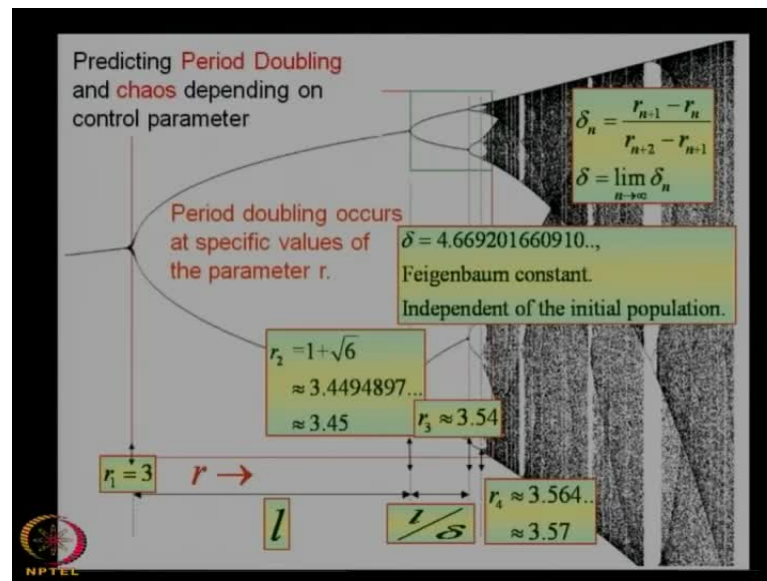 Predicting Period Doubling
and chaos depending on
control parameter
δₙ = (rₙ₊₁ − rₙ) / (rₙ₊₂ − rₙ₊₁)
δ = lim n→∞ δₙ
Period doubling occurs
at specific values of
the parameter r.
δ = 4.669201660910..,
Feigenbaum constant.
Independent of the initial population.
r₂ = 1+√6
≈ 3.4494897...
≈ 3.45
r₃ ≈ 3.54
r₁ = 3
r →
l
l/δ
r₄ ≈ 3.564..
≈ 3.57
NPTEL